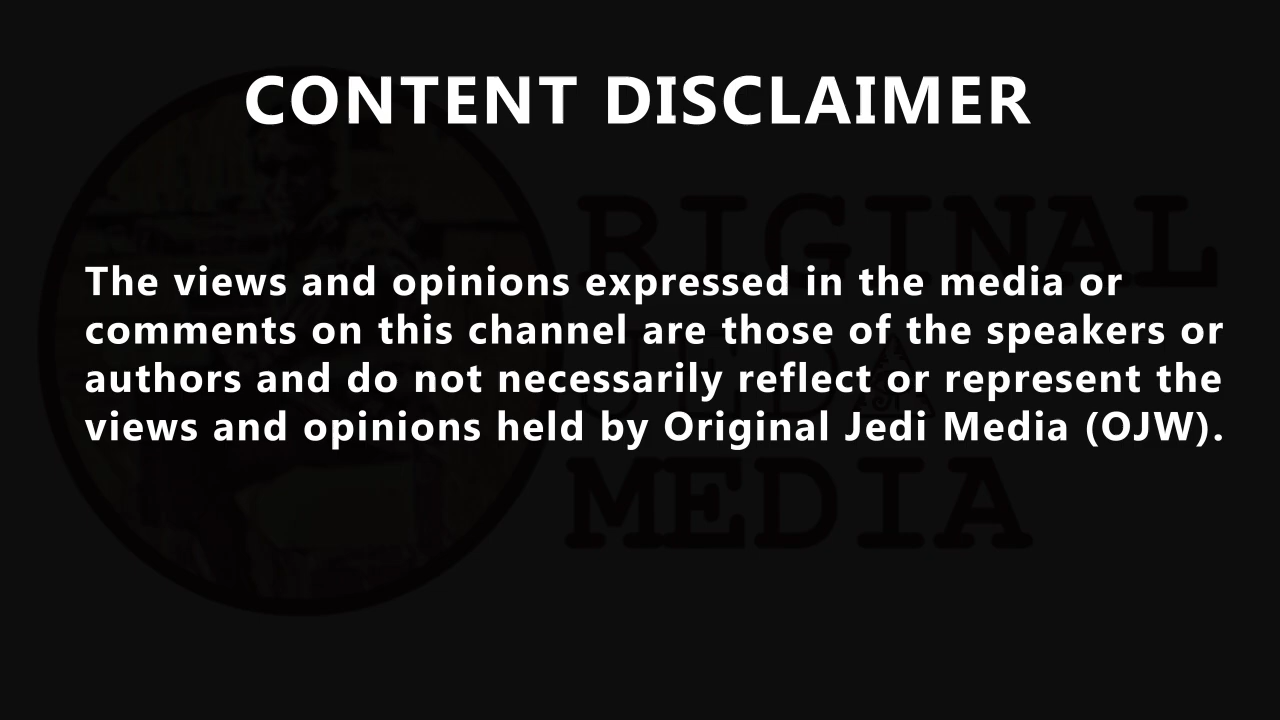 CONTENT DISCLAIMER
RIGINAL
The views and opinions expressed in the media or
comments on this channel are those of the speakers or
authors and do not necessarily reflect or represent the
views and opinions held by Original Jedi Media (OJW).
MEDIA